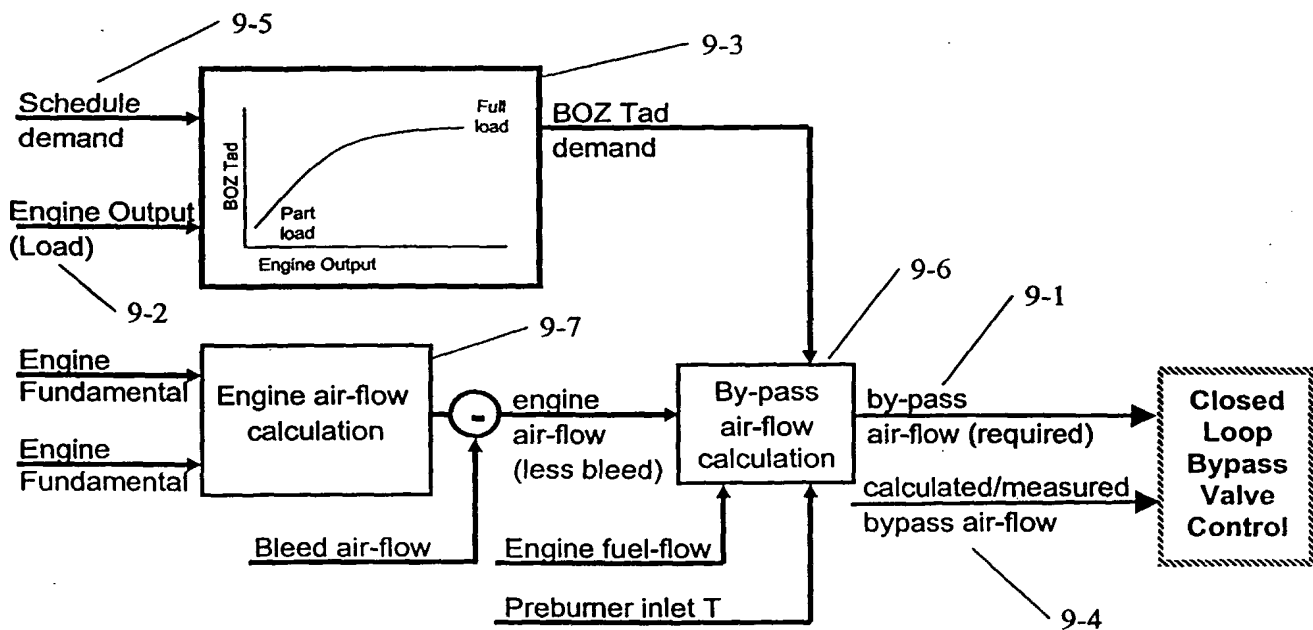 9-5
9-3
Schedule
demand
BOZ Tad
Full
load
Part
load
Engine Output
BOZ Tad
demand
Engine Output
(Load)
9-2
9-6
9-1
9-7
Engine
Fundamental
Engine
Fundamental
Engine air-flow
calculation
-
engine
air-flow
(less bleed)
By-pass
air-flow
calculation
by-pass
air-flow (required)
calculated/measured
bypass air-flow
Closed
Loop
Bypass
Valve
Control
Bleed air-flow
Engine fuel-flow
Preburner inlet T
9-4